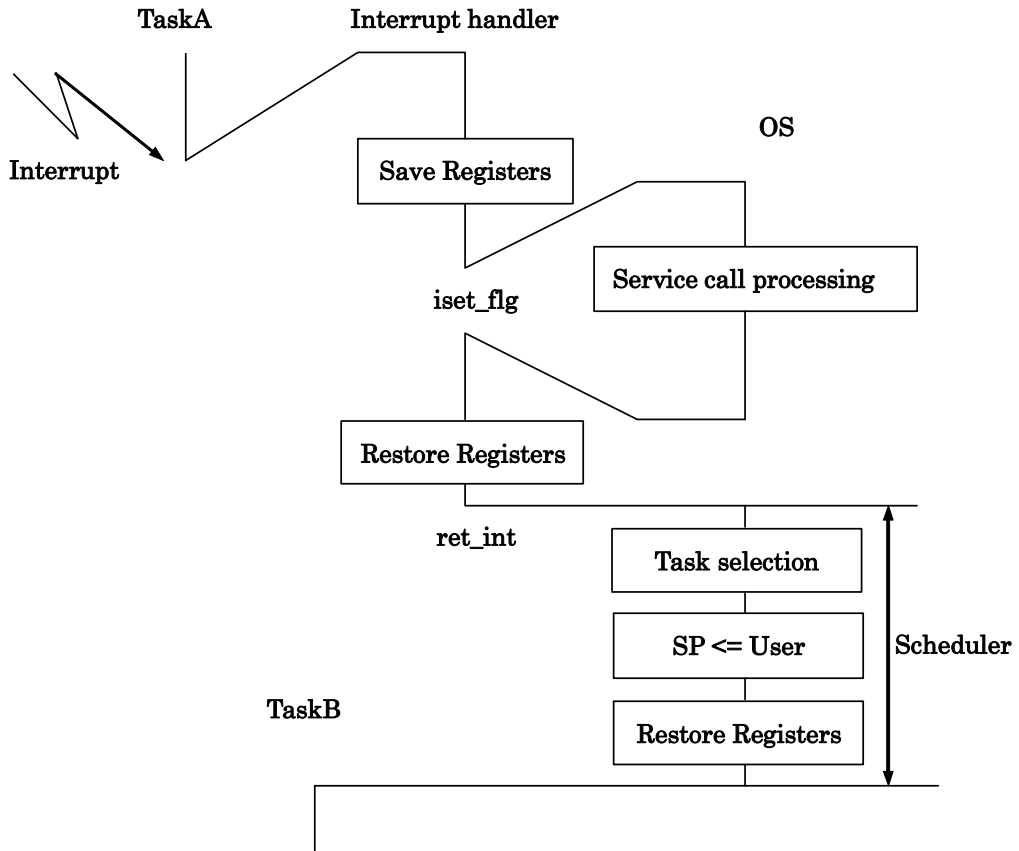 TaskA
Interrupt handler
OS
Interrupt
Save Registers
Service call processing
iset_flg
Restore Registers
ret_int
Task selection
SP <= User
Scheduler
TaskB
Restore Registers